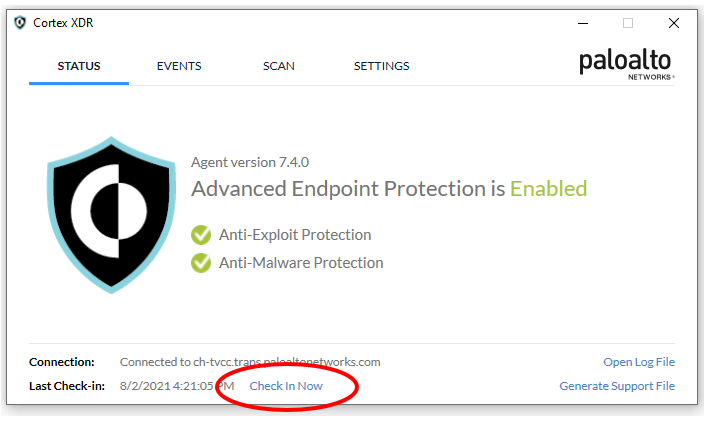 Cortex XDR
STATUS EVENTS SCAN SETTINGS
paloalto
NETWORKS
Agent version 7.4.0
Advanced Endpoint Protection is Enabled
Anti-Exploit Protection
Anti-Malware Protection
Connection: Connected to ch-tvcc.trans.paloaltonetworks.com Open Log File
Last Check-in: 8/2/2021 4:21:05 PM Check In Now Generate Support File